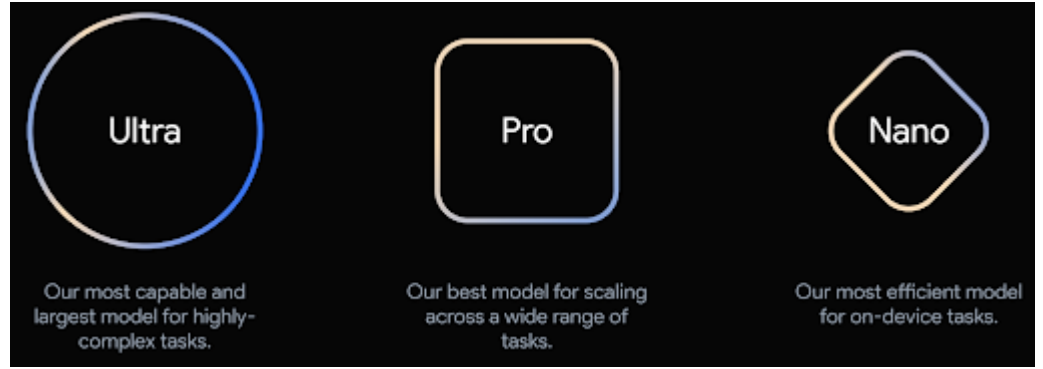 Ultra
Our most capable and
largest model for highly-
complex tasks.
Pro
Our best model for scaling
across a wide range of
tasks.
Nano
Our most efficient model
for on-device tasks.